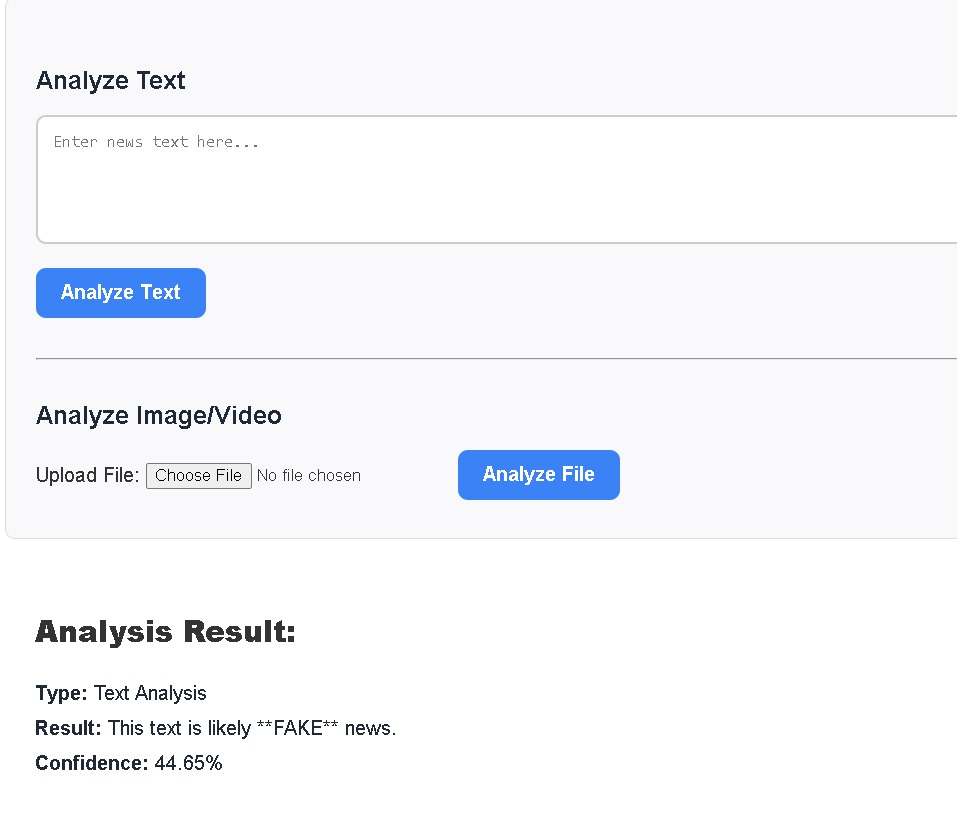 Analyze Text
Enter news text here...
Analyze Text
Analyze Image/Video
Upload File: Choose File No file chosen Analyze File
Analysis Result:
Type: Text Analysis
Result: This text is likely **FAKE** news.
Confidence: 44.65%